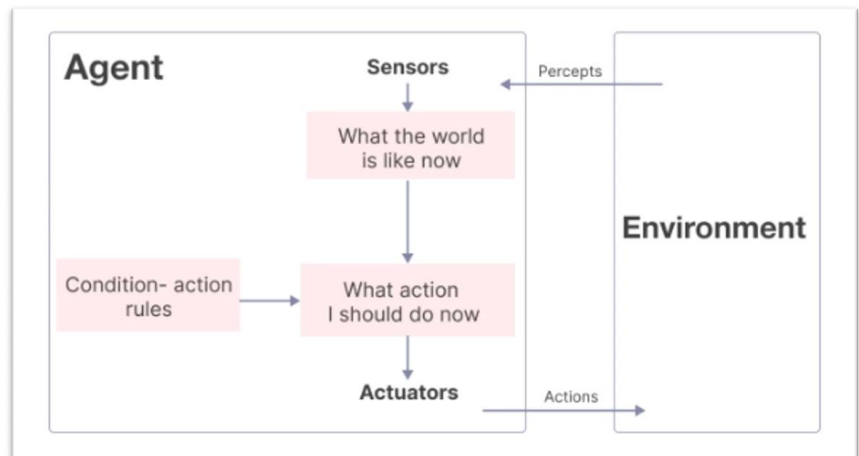 Agent
Sensors
Percepts
What the world
is like now
Environment
Condition- action
rules
What action
I should do now
Actuators
Actions